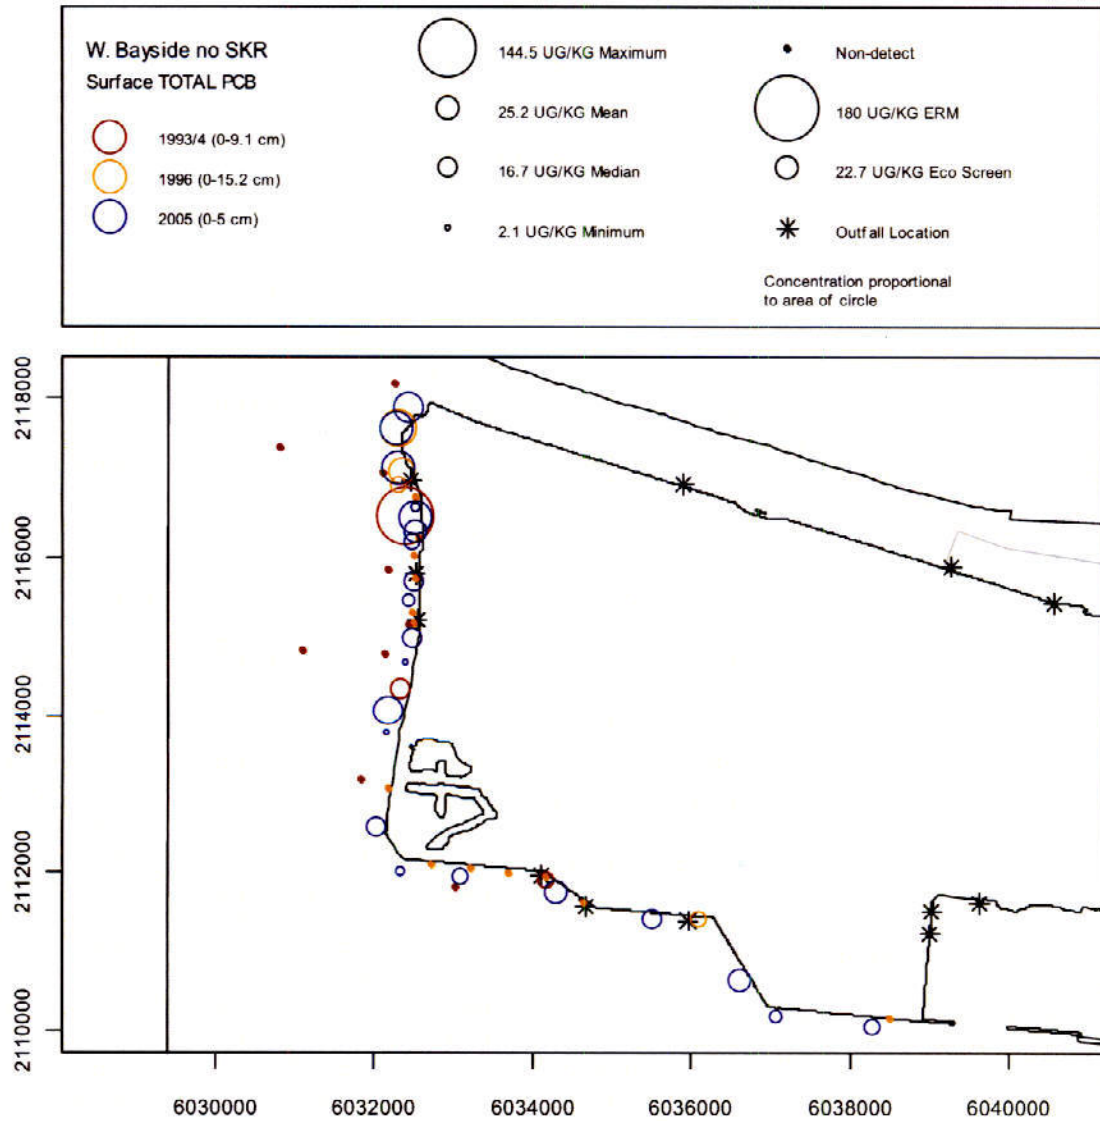 W. Bayside no SKR
Surface TOTAL PCB
1993/4 (0-9.1 cm)
1996 (0-15.2 cm)
2005 (0-5 cm)
144.5 UG/KG Maximum
25.2 UG/KG Mean
16.7 UG/KG Median
2.1 UG/KG Minimum
Non-detect
180 UG/KG ERM
22.7 UG/KG Eco Screen
Outfall Location
Concentration proportional
to area of circle
2118000
2116000
2114000
2112000
2110000
6030000 6032000 6034000 6036000 6038000 6040000